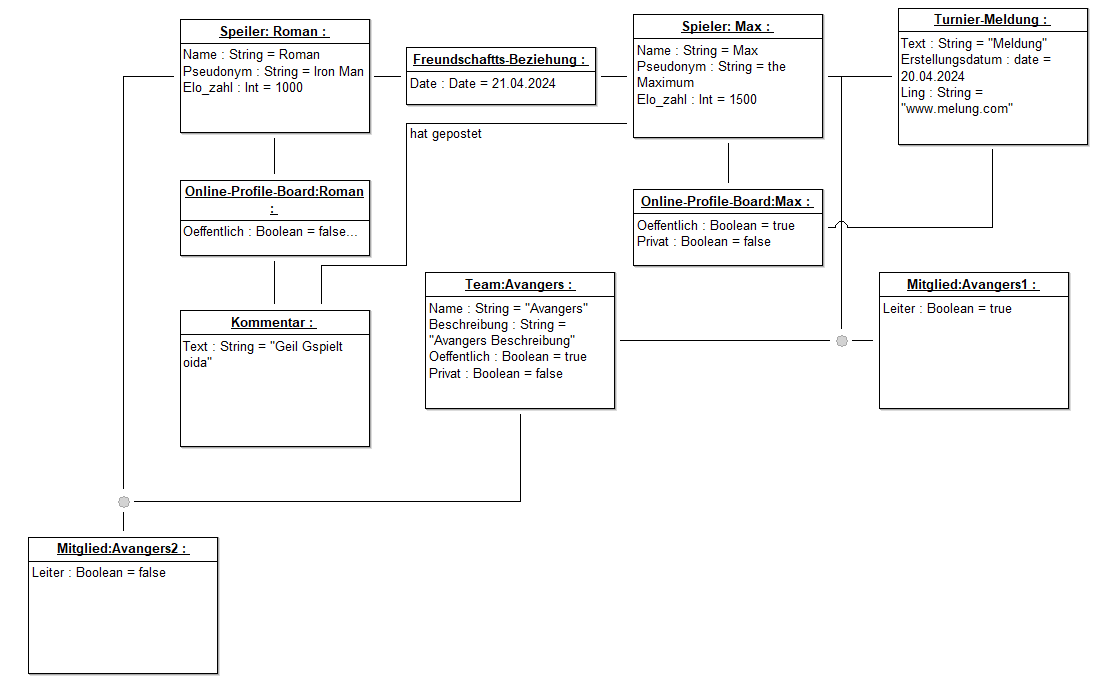 Speiler: Roman :
Name : String = Roman
Pseudonym : String = Iron Man
Elo_zahl : Int = 1000
Freundschaftts-Beziehung :
Date : Date = 21.04.2024
Spieler: Max :
Name : String = Max
Pseudonym : String = the
Maximum
Elo_zahl : Int = 1500
Turnier-Meldung :
Text : String = "Meldung"
Erstellungsdatum : date =
20.04.2024
Ling : String =
"www.melung.com"
hat gepostet
Online-Profile-Board:Roman
:
Oeffentlich : Boolean = false...
Online-Profile-Board:Max :
Oeffentlich : Boolean = true
Privat : Boolean = false
Team:Avangers :
Name : String = "Avangers"
Beschreibung : String =
"Avangers Beschreibung"
Oeffentlich : Boolean = true
Privat : Boolean = false
Mitglied:Avangers1 :
Leiter : Boolean = true
Kommentar :
Text : String = "Geil Gspielt
oida"
Mitglied:Avangers2 :
Leiter : Boolean = false